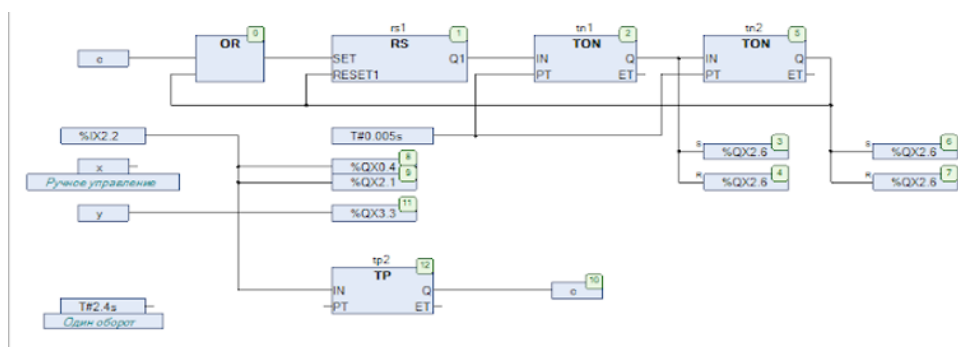 rs1 tn1 tn2
0 1 2 5
OR RS TON TON
c SET Q1 IN Q IN Q
RESET1 PT ET PT ET
%IX2.2 T#0.005s
S %QX2.6 3 S %QX2.6 6
x %QX0.4 8
Ручное управление %QX2.1 9 R %QX2.6 4 R %QX2.6 7
y %QX3.3 11
tp2
TP 12
IN Q c 10
PT ET
T#2.4s
Один оборот